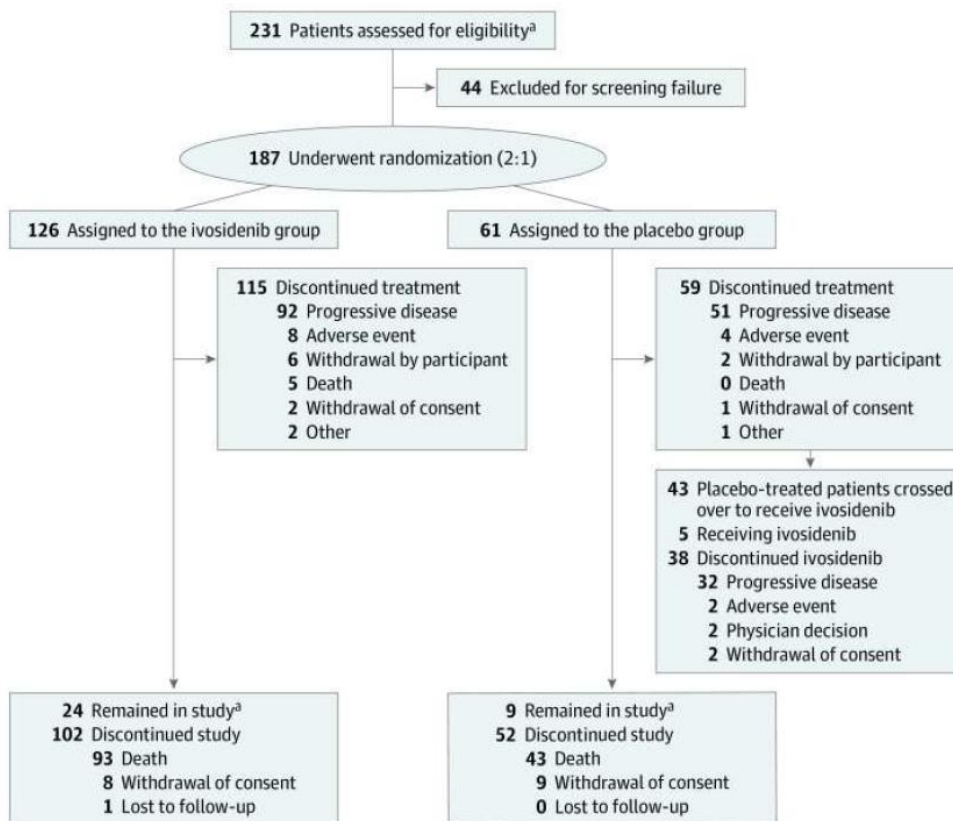 231 Patients assessed for eligibilityᵃ
44 Excluded for screening failure
187 Underwent randomization (2:1)
126 Assigned to the ivosidenib group
61 Assigned to the placebo group
115 Discontinued treatment
92 Progressive disease
8 Adverse event
6 Withdrawal by participant
5 Death
2 Withdrawal of consent
2 Other
59 Discontinued treatment
51 Progressive disease
4 Adverse event
2 Withdrawal by participant
0 Death
1 Withdrawal of consent
1 Other
43 Placebo-treated patients crossed
over to receive ivosidenib
5 Receiving ivosidenib
38 Discontinued ivosidenib
32 Progressive disease
2 Adverse event
2 Physician decision
2 Withdrawal of consent
24 Remained in studyᵃ
102 Discontinued study
93 Death
8 Withdrawal of consent
1 Lost to follow-up
9 Remained in studyᵃ
52 Discontinued study
43 Death
9 Withdrawal of consent
0 Lost to follow-up